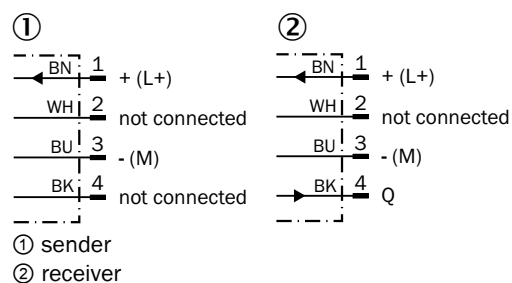 ① ②
BN 1 + (L+) BN 1 + (L+)
WH 2 not connected WH 2 not connected
BU 3 - (M) BU 3 - (M)
BK 4 not connected BK 4 Q
① sender
② receiver